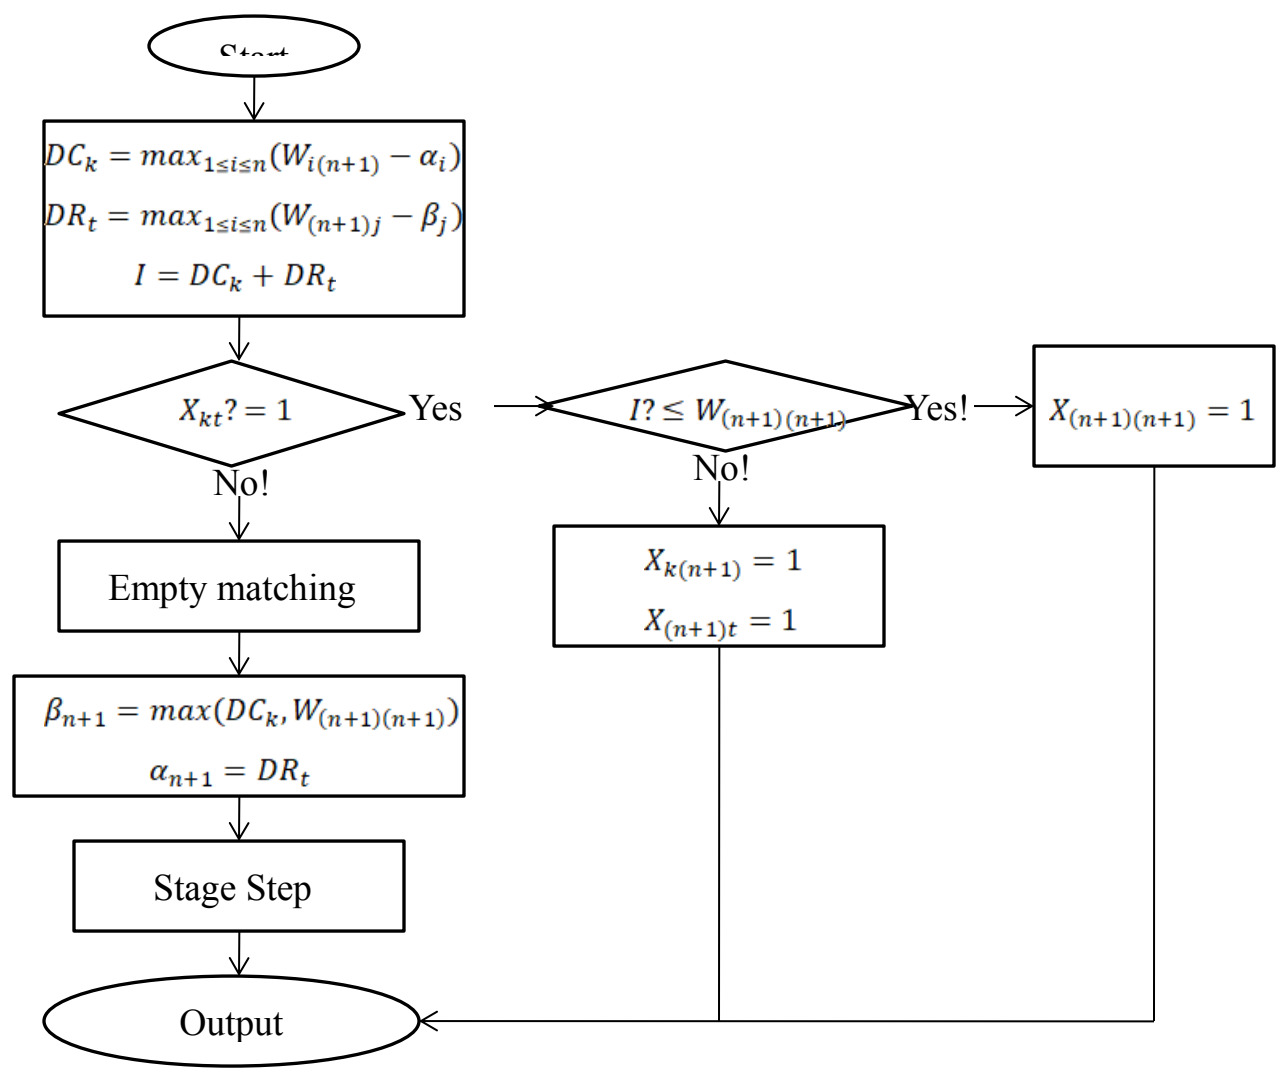 Start
DC_k = max_{1≤i≤n}(W_{i(n+1)} − α_i)
DR_t = max_{1≤i≤n}(W_{(n+1)j} − β_j)
I = DC_k + DR_t
X_{kt}? = 1
Yes
I? ≤ W_{(n+1)(n+1)}
Yes!
X_{(n+1)(n+1)} = 1
No!
No!
X_{k(n+1)} = 1
X_{(n+1)t} = 1
Empty matching
β_{n+1} = max(DC_k, W_{(n+1)(n+1)})
α_{n+1} = DR_t
Stage Step
Output